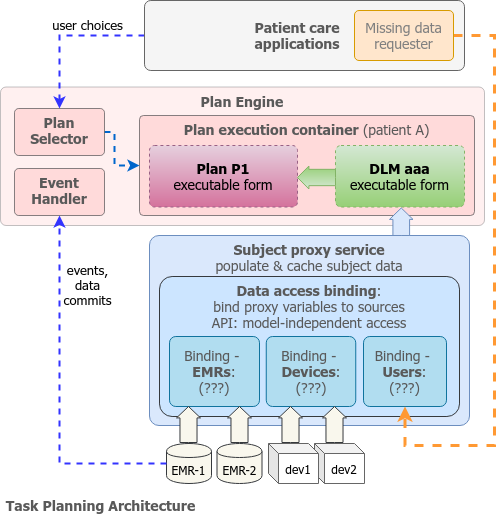 user choices
Patient care
applications
Missing data
requester
Plan Engine
Plan
Selector
Plan execution container (patient A)
Plan P1
executable form
DLM aaa
executable form
Event
Handler
Subject proxy service
populate & cache subject data
events,
data
commits
Data access binding:
bind proxy variables to sources
API: model-independent access
Binding -
EMRs:
(???)
Binding -
Devices:
(???)
Binding -
Users:
(???)
EMR-1
EMR-2
dev1
dev2
Task Planning Architecture